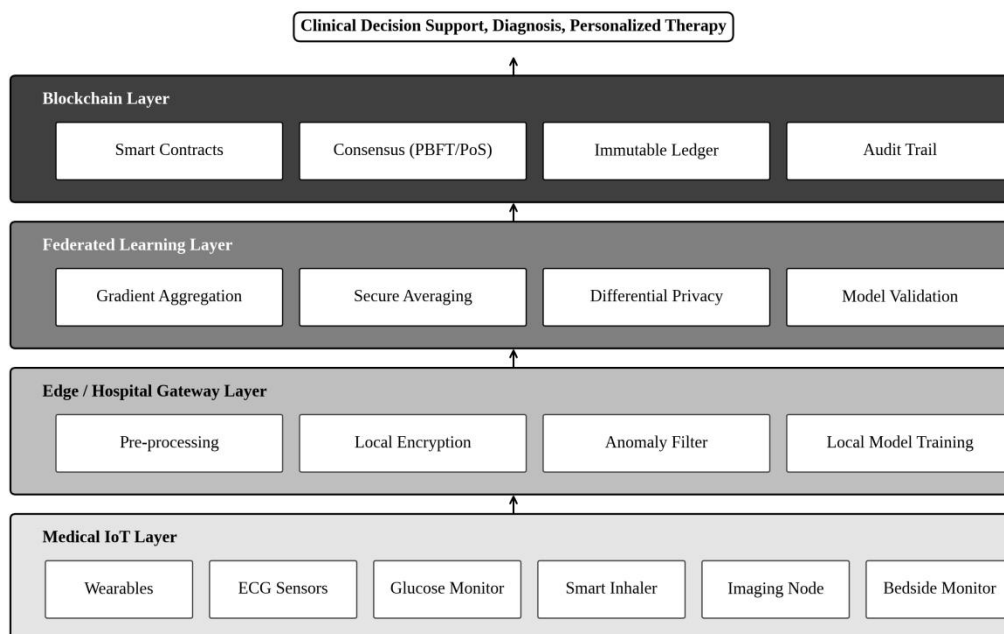 Clinical Decision Support, Diagnosis, Personalized Therapy
Blockchain Layer
Smart Contracts
Consensus (PBFT/PoS)
Immutable Ledger
Audit Trail
Federated Learning Layer
Gradient Aggregation
Secure Averaging
Differential Privacy
Model Validation
Edge / Hospital Gateway Layer
Pre-processing
Local Encryption
Anomaly Filter
Local Model Training
Medical IoT Layer
Wearables
ECG Sensors
Glucose Monitor
Smart Inhaler
Imaging Node
Bedside Monitor